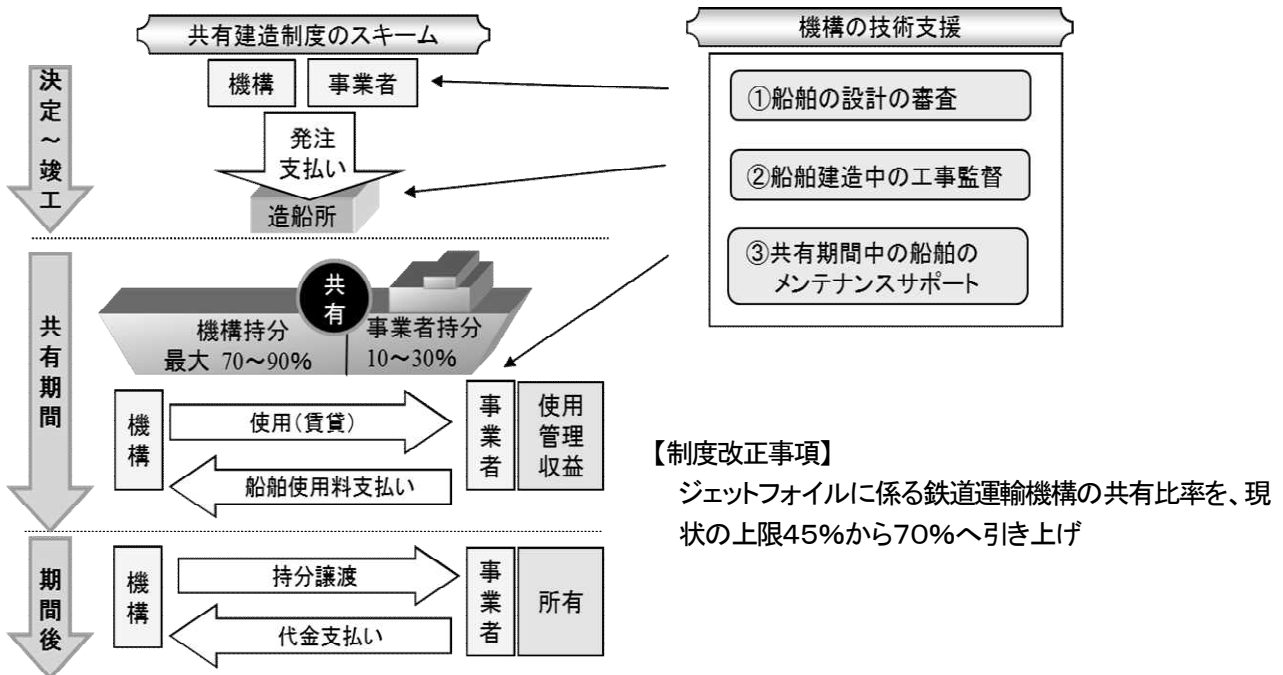 共有建造制度のスキーム
機構
事業者
決定～竣工
発注
支払い
造船所
共有期間
共有
機構持分
最大 70～90%
事業者持分
10～30%
機構
使用(賃貸)
船舶使用料支払い
事業者
使用
管理
収益
期間後
機構
持分譲渡
代金支払い
事業者
所有
機構の技術支援
①船舶の設計の審査
②船舶建造中の工事監督
③共有期間中の船舶の
メンテナンスサポート
【制度改正事項】
ジェットフォイルに係る鉄道運輸機構の共有比率を、現
状の上限45%から70%へ引き上げ